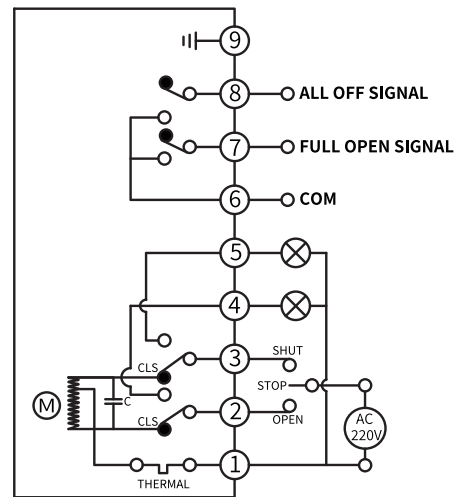 9
8 ALL OFF SIGNAL
7 FULL OPEN SIGNAL
6 COM
5
4
3 SHUT
CLS
STOP
M
C
CLS
2 OPEN
AC
220V
1
THERMAL